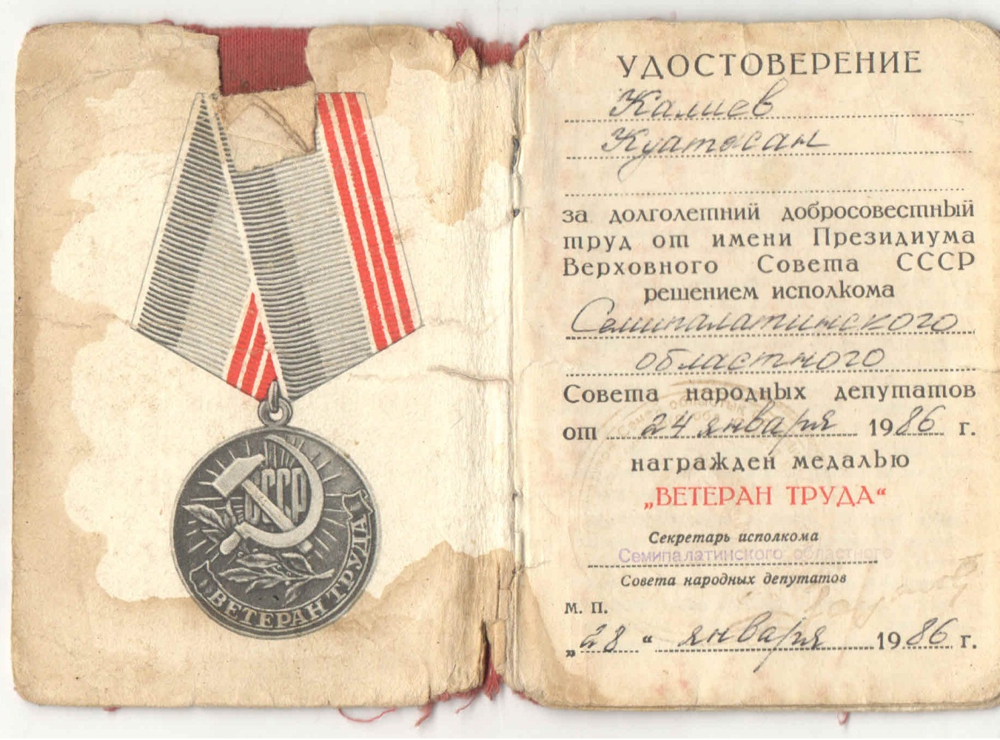 СССР
ВЕТЕРАН ТРУДА
УДОСТОВЕРЕНИЕ
Калиев
за долголетний добросовестный
труд от имени Президиума
Верховного Совета СССР
решением исполкома
Семипалатинского
областного
Совета народных депутатов
от 24 января 1986 г.
награжден медалью
„ВЕТЕРАН ТРУДА“
Секретарь исполкома
Семипалатинского областного
Совета народных депутатов
М. П.
„28“ января 1986 г.